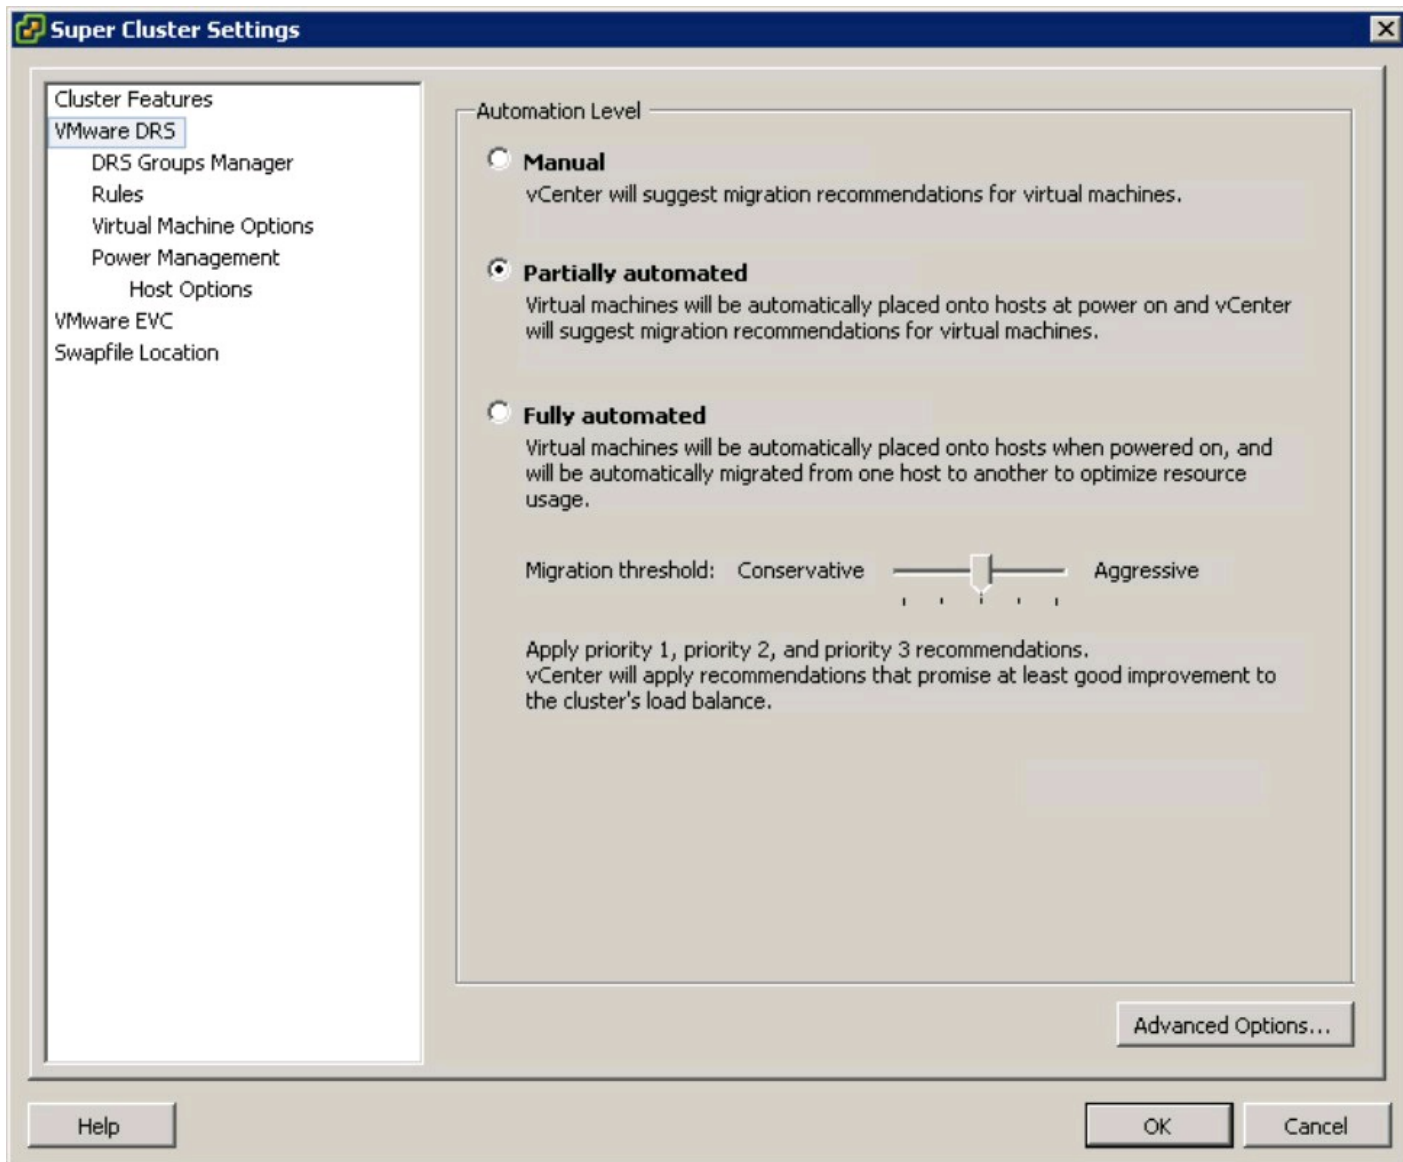 Super Cluster Settings
Cluster Features
VMware DRS
DRS Groups Manager
Rules
Virtual Machine Options
Power Management
Host Options
VMware EVC
Swapfile Location
Automation Level
Manual
vCenter will suggest migration recommendations for virtual machines.
Partially automated
Virtual machines will be automatically placed onto hosts at power on and vCenter
will suggest migration recommendations for virtual machines.
Fully automated
Virtual machines will be automatically placed onto hosts when powered on, and
will be automatically migrated from one host to another to optimize resource
usage.
Migration threshold: Conservative Aggressive
Apply priority 1, priority 2, and priority 3 recommendations.
vCenter will apply recommendations that promise at least good improvement to
the cluster's load balance.
Advanced Options...
Help OK Cancel